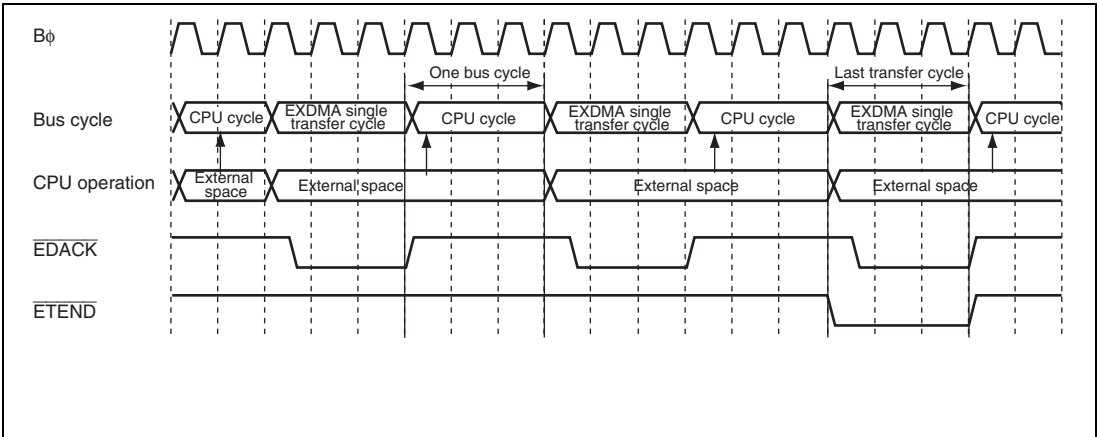 Bϕ
One bus cycle
Last transfer cycle
Bus cycle
CPU cycle
EXDMA single
transfer cycle
CPU cycle
EXDMA single
transfer cycle
CPU cycle
EXDMA single
transfer cycle
CPU cycle
CPU operation
External
space
External space
External space
External space
EDACK
ETEND